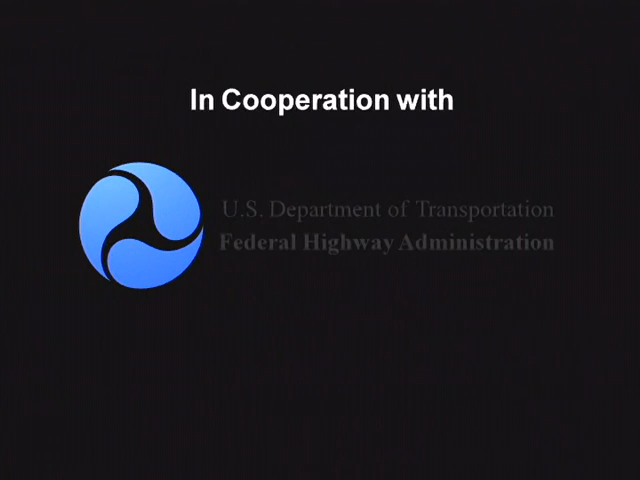 In Cooperation with
U.S. Department of Transportation
Federal Highway Administration